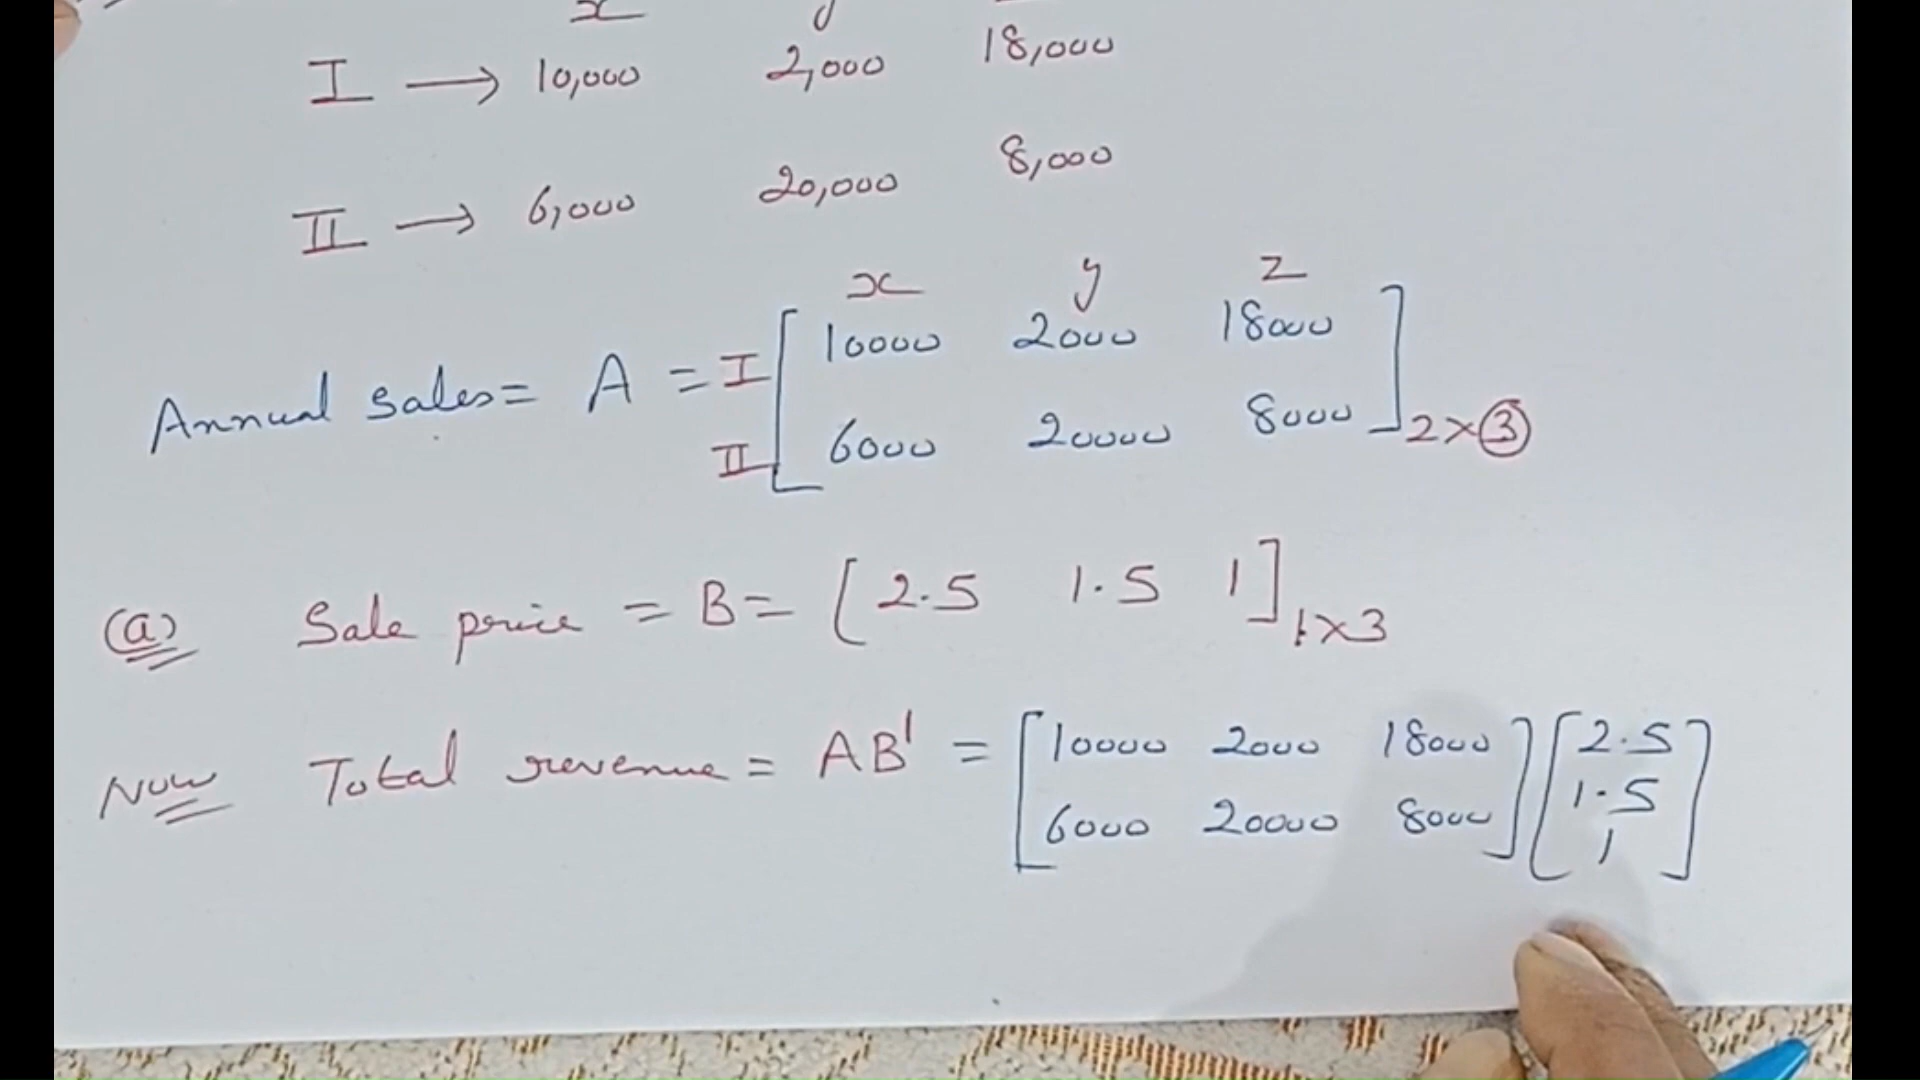 x y
I → 10,000 2,000 18,000
II → 6,000 20,000 8,000
x y z
Annual sales = A = I [ 10000 2000 18000
II 6000 20000 8000 ] 2×3
(a) Sale price = B = [ 2.5 1.5 1 ] 1×3
Now Total revenue = AB' = [ 10000 2000 18000 ] [ 2.5
1.5
6000 20000 8000
1 ]